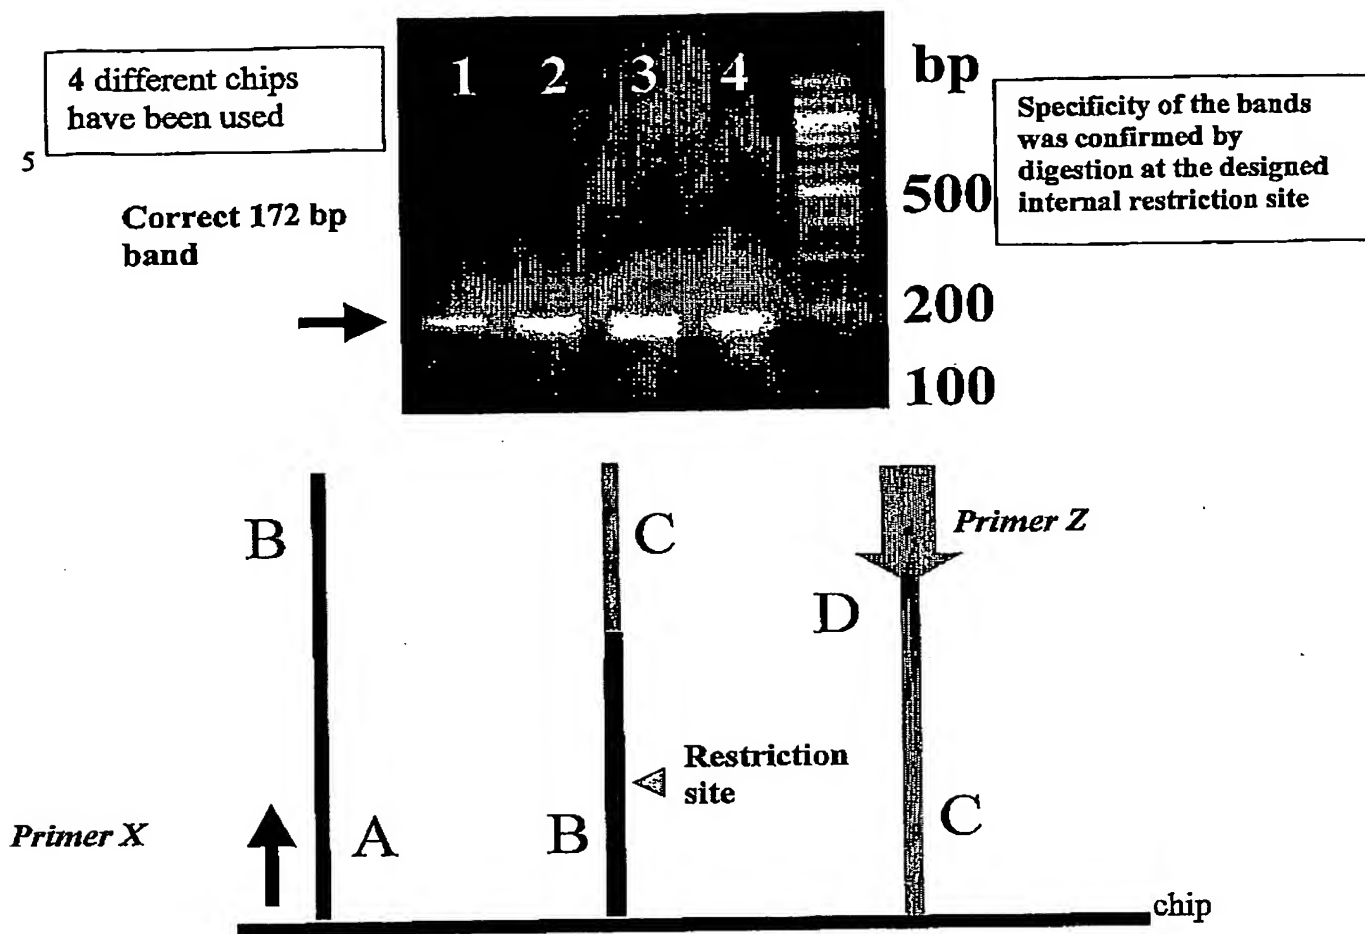 4 different chips
have been used
5
Correct 172 bp
band
1 2 3 4
bp
500
200
100
Specificity of the bands
was confirmed by
digestion at the designed
internal restriction site
B
C
Primer Z
D
Restriction
site
Primer X
A
B
C
chip